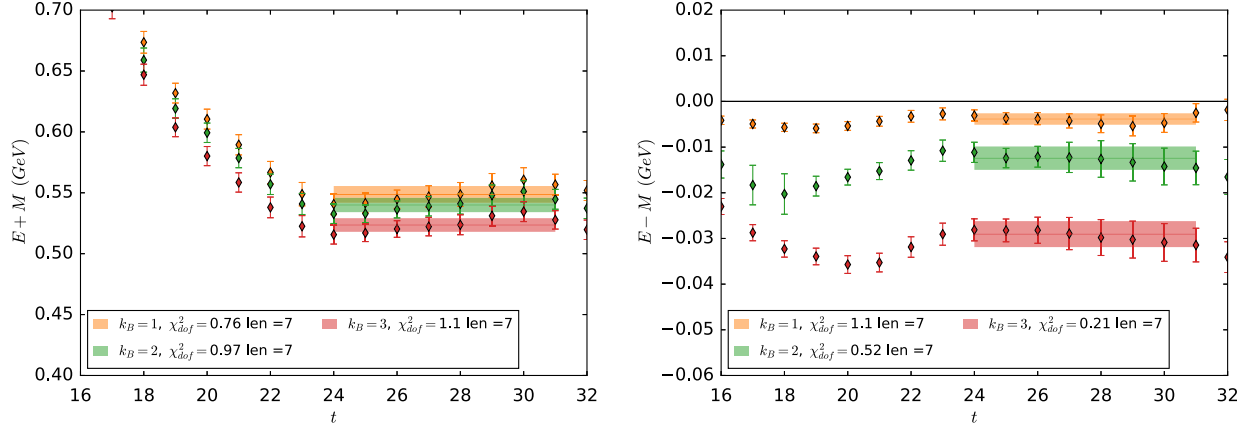 0.70
0.65
0.60
0.55
0.50
0.45
0.40
E + M (GeV)
k_B = 1, χ²_dof = 0.76 len =7
k_B = 2, χ²_dof = 0.97 len =7
k_B = 3, χ²_dof = 1.1 len =7
16 18 20 22 24 26 28 30 32
t
0.02
0.01
0.00
−0.01
−0.02
−0.03
−0.04
−0.05
−0.06
E − M (GeV)
k_B = 1, χ²_dof = 1.1 len =7
k_B = 2, χ²_dof = 0.52 len =7
k_B = 3, χ²_dof = 0.21 len =7
16 18 20 22 24 26 28 30 32
t